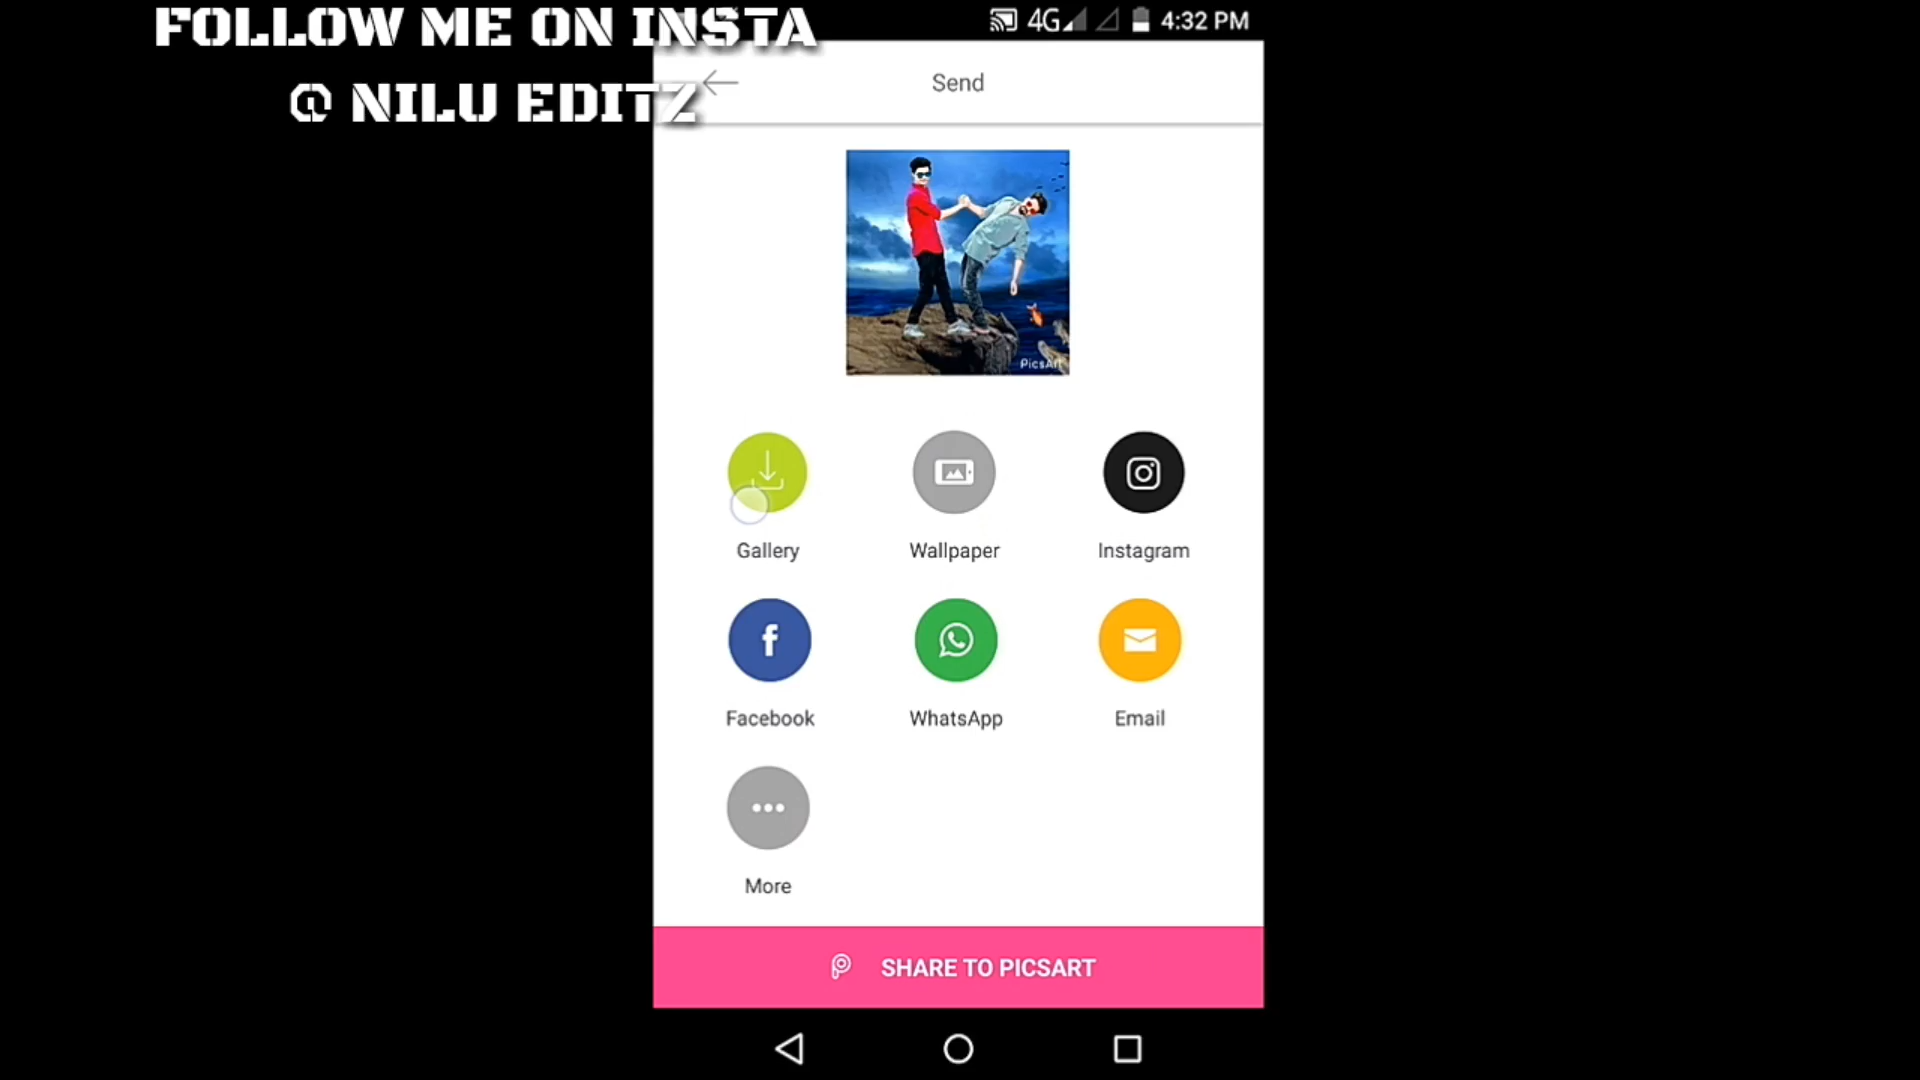 FOLLOW ME ON INSTA
@ NILU EDITZ
4G 4:32 PM
Send
PicsArt
Gallery Wallpaper Instagram
Facebook WhatsApp Email
More
SHARE TO PICSART